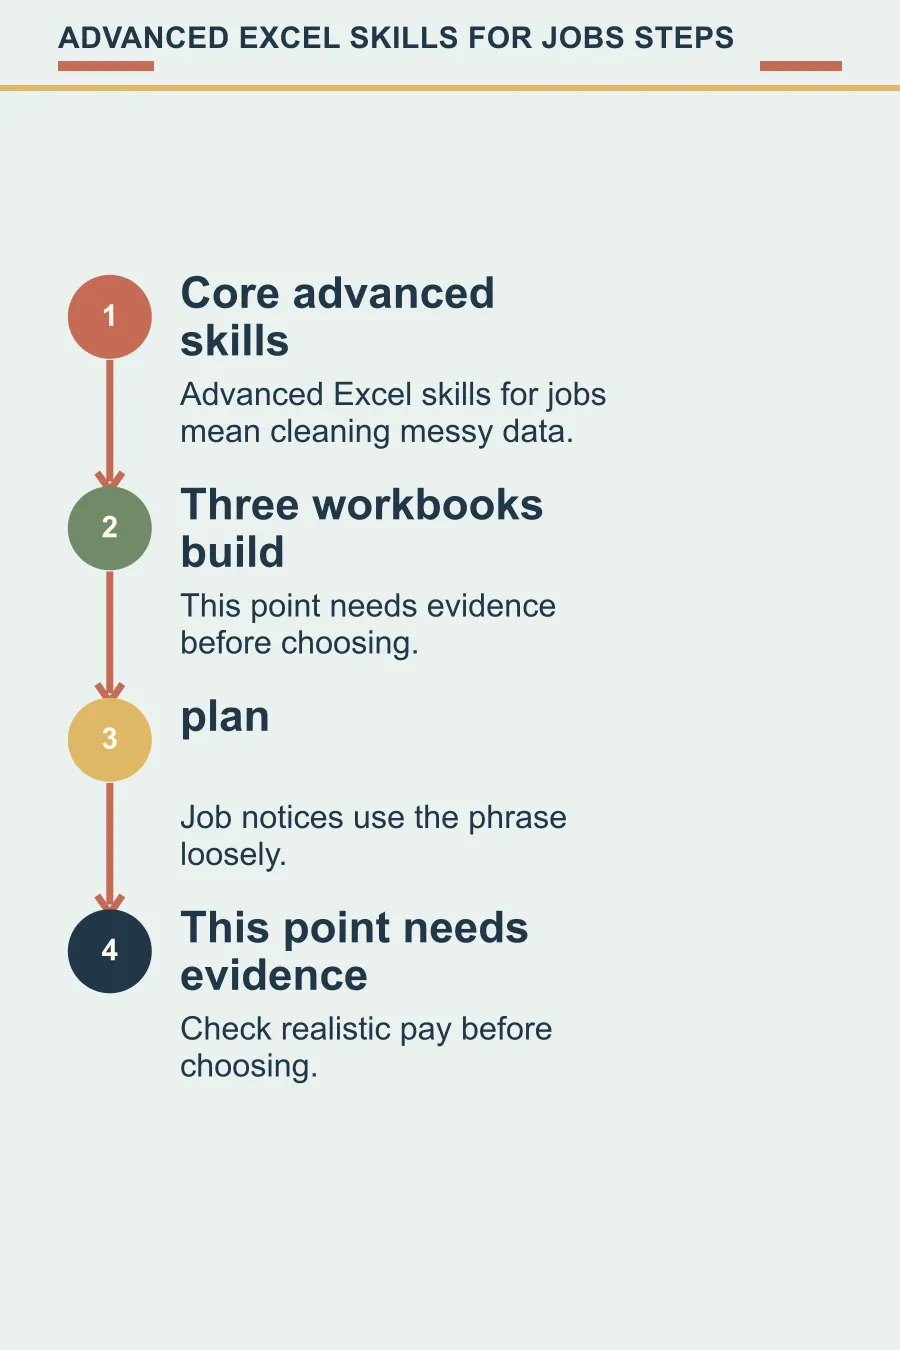 ADVANCED EXCEL SKILLS FOR JOBS STEPS
1
Core advanced
skills
Advanced Excel skills for jobs
mean cleaning messy data.
2
Three workbooks
build
This point needs evidence
before choosing.
3
plan
Job notices use the phrase
loosely.
4
This point needs
evidence
Check realistic pay before
choosing.